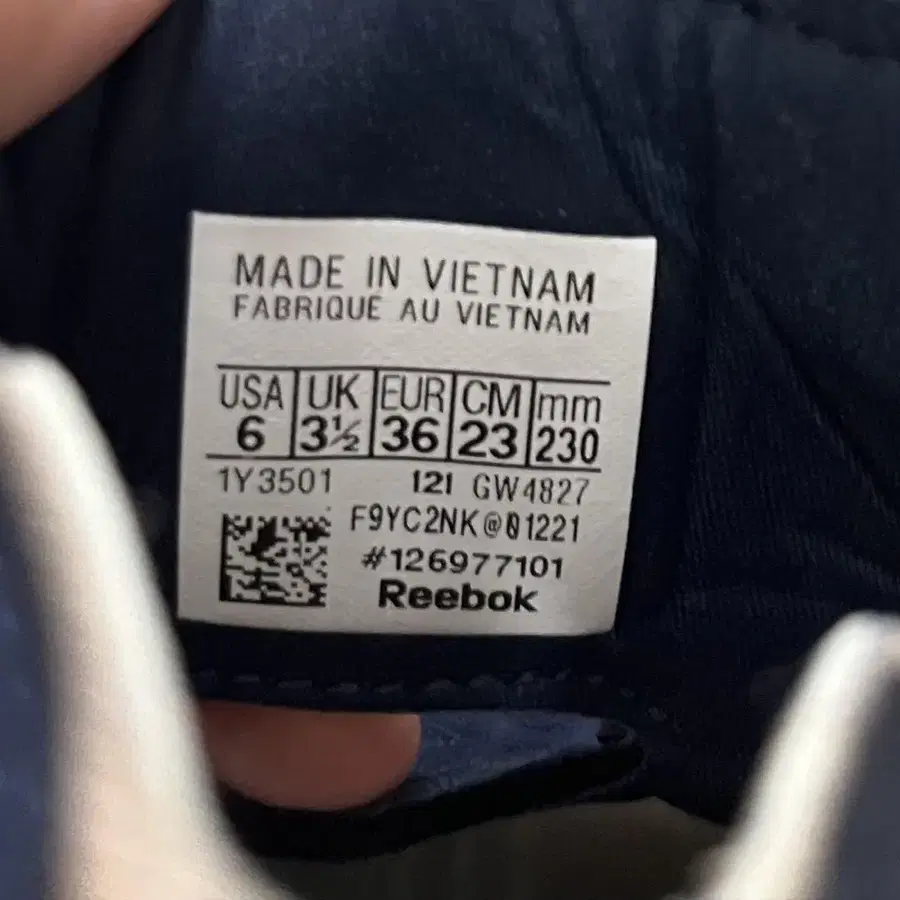 MADE IN VIETNAM
FABRIQUÉ AU VIETNAM
USA UK EUR CM mm
6 3½ 36 23 230
1Y3501 121 GW4827
F9YC2NK@01221
#126977101
Reebok